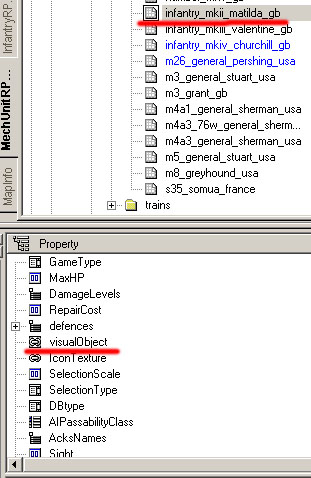 infantry_mkii_matilda_gb
infantry_mkiii_valentine_gb
infantry_mkiv_churchill_gb
m26_general_pershing_usa
m3_general_stuart_usa
m3_grant_gb
m4a1_general_sherman_usa
m4a3_76w_general_sherm...
m4a3_general_sherman_usa
m5_general_stuart_usa
m8_greyhound_usa
s35_somua_france
trains
InfantryRP...
MechUnitRP...
MapInfo
Property
GameType
MaxHP
DamageLevels
RepairCost
defences
visualObject
IconTexture
SelectionScale
SelectionType
DBtype
AIPassabilityClass
AcksNames
Sight